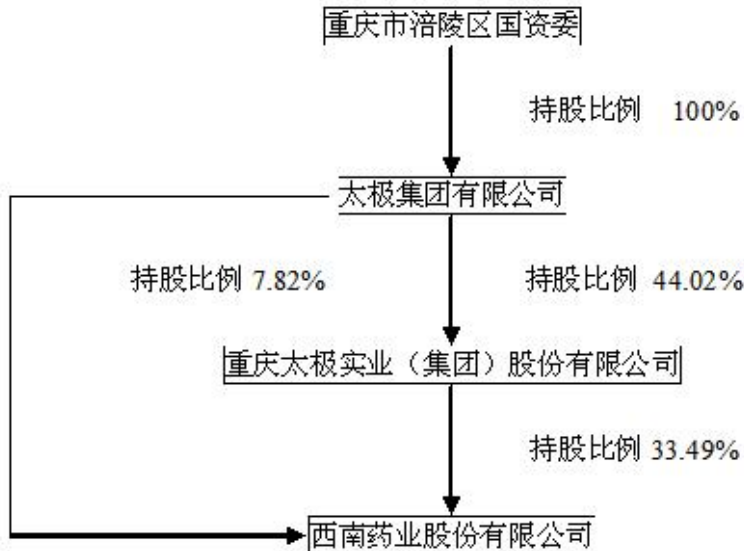 重庆市涪陵区国资委
持股比例 100%
太极集团有限公司
持股比例 7.82%
持股比例 44.02%
重庆太极实业（集团）股份有限公司
持股比例 33.49%
西南药业股份有限公司